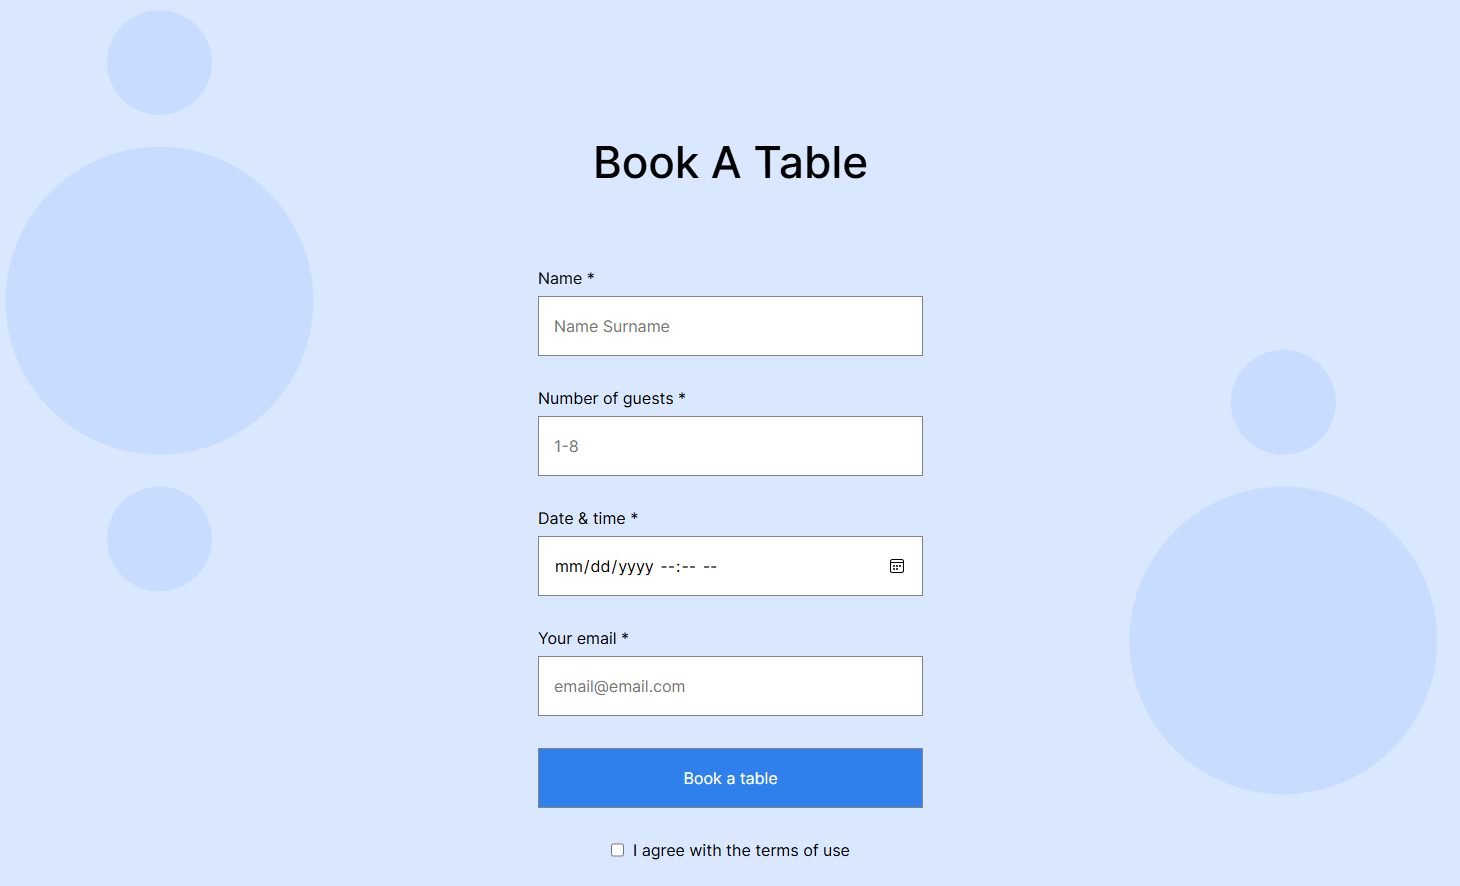 Book A Table
Name *
Name Surname
Number of guests *
1-8
Date & time *
mm/dd/yyyy --:-- --
Your email *
email@email.com
Book a table
I agree with the terms of use